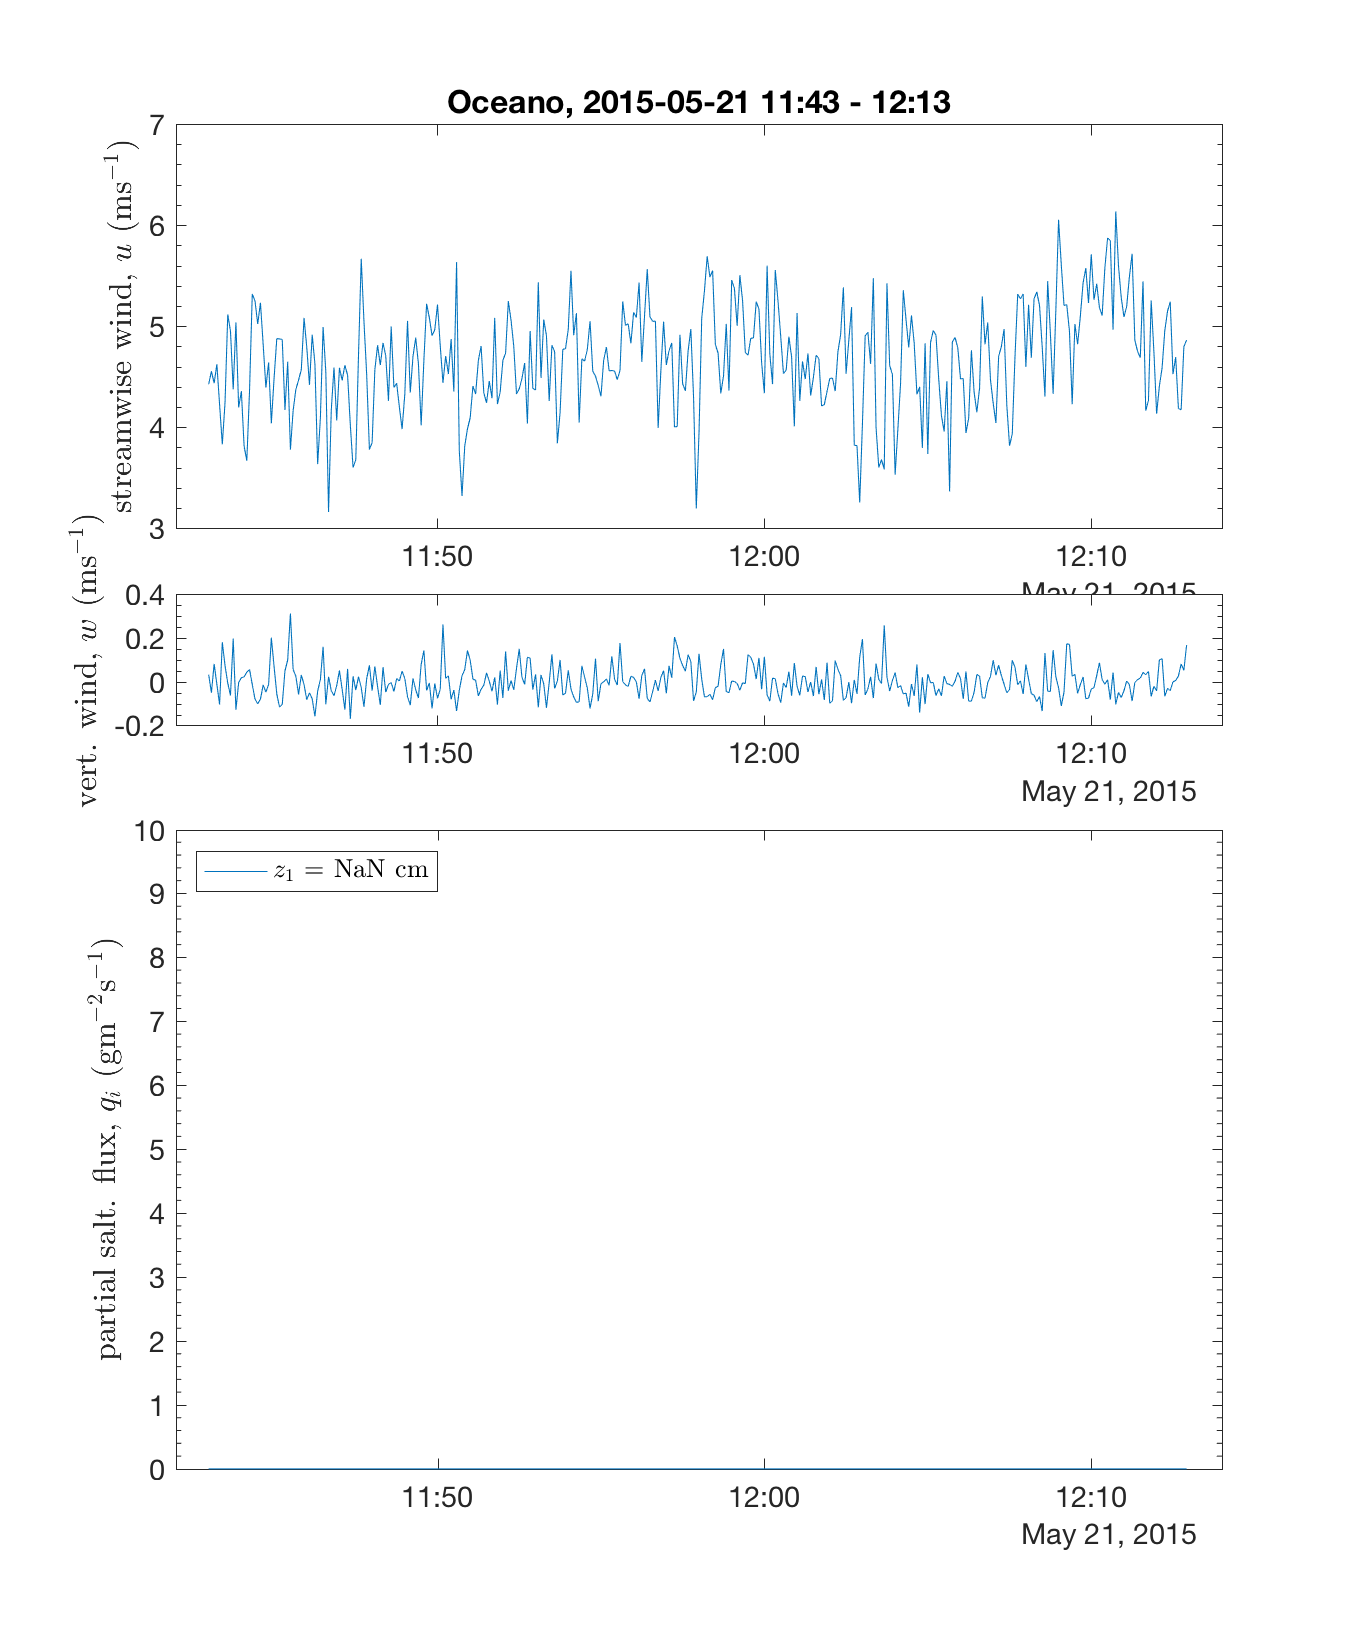 Oceano, 2015-05-21 11:43 - 12:13
streamwise wind, u (ms⁻¹)
7
6
5
4
3
11:50 12:00 12:10
May 21, 2015
vert. wind, w (ms⁻¹)
0.4
0.2
0
-0.2
11:50 12:00 12:10
May 21, 2015
partial salt. flux, qᵢ (gm⁻²s⁻¹)
z₁ = NaN cm
10
9
8
7
6
5
4
3
2
1
0
11:50 12:00 12:10
May 21, 2015